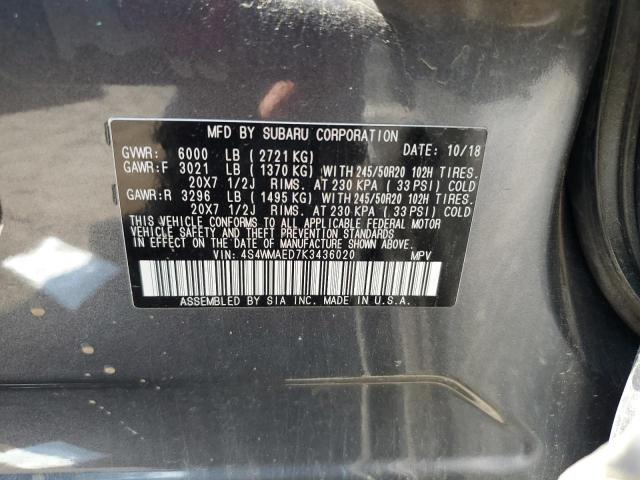 MFD BY SUBARU CORPORATION
GVWR: 6000 LB ( 2721 KG) DATE: 10/18
GAWR:F 3021 LB ( 1370 KG) WITH 245/50R20 102H TIRES.
20X7 1/2J RIMS. AT 230 KPA ( 33 PSI) COLD
GAWR:R 3296 LB ( 1495 KG) WITH 245/50R20 102H TIRES.
20X7 1/2J RIMS. AT 230 KPA ( 33 PSI) COLD
THIS VEHICLE CONFORMS TO ALL APPLICABLE FEDERAL MOTOR
VEHICLE SAFETY AND THEFT PREVENTION STANDARDS IN EFFECT
ON THE DATE OF MANUFACTURE SHOWN ABOVE.
VIN: 4S4WMAED7K3436020 MPV
ASSEMBLED BY SIA INC. MADE IN U.S.A.